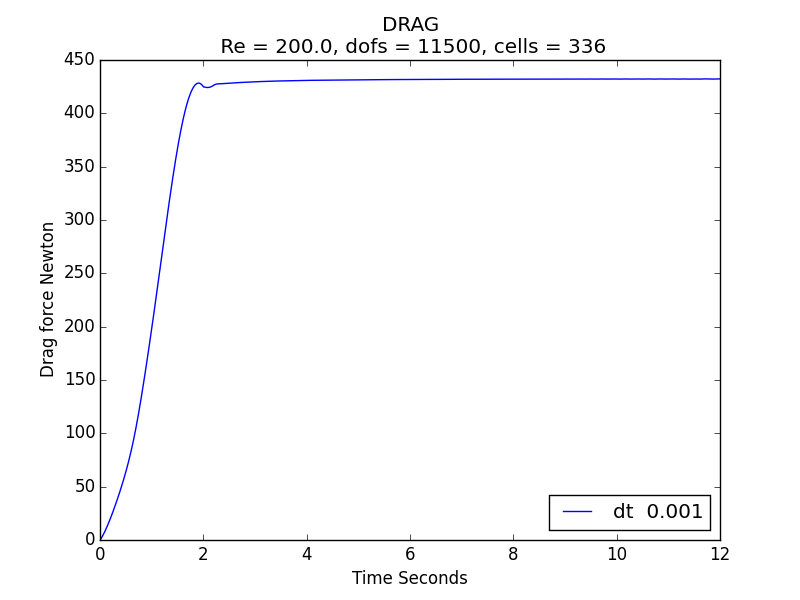 DRAG
Re = 200.0, dofs = 11500, cells = 336
450
400
350
300
250
200
150
100
50
0
Drag force Newton
dt  0.001
0 2 4 6 8 10 12
Time Seconds